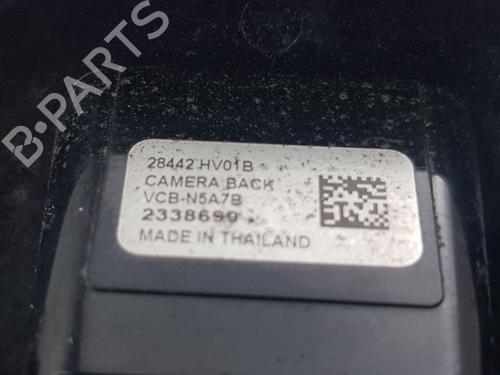 B-PARTS
28442 HV01B
CAMERA BACK
VCB-N5A7B
2338699
MADE IN THAILAND